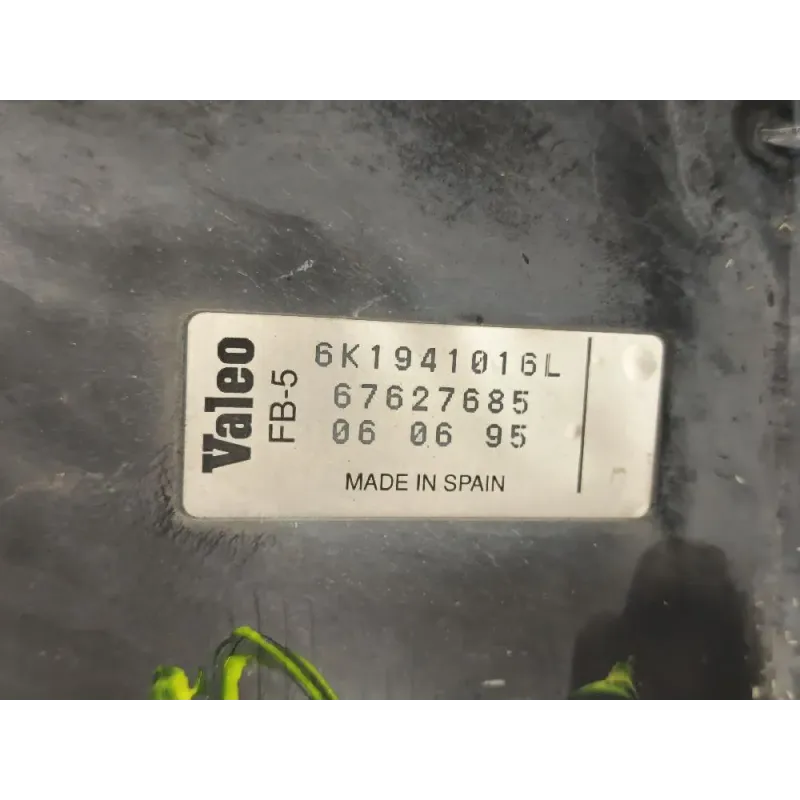 Valeo
FB-5
6K1941016L
67627685
06 06 95
MADE IN SPAIN